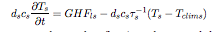 d_s c_s ∂T_s/∂t = GHF_{ls} − d_s c_s τ_s^{-1}(T_s − T_{clims})